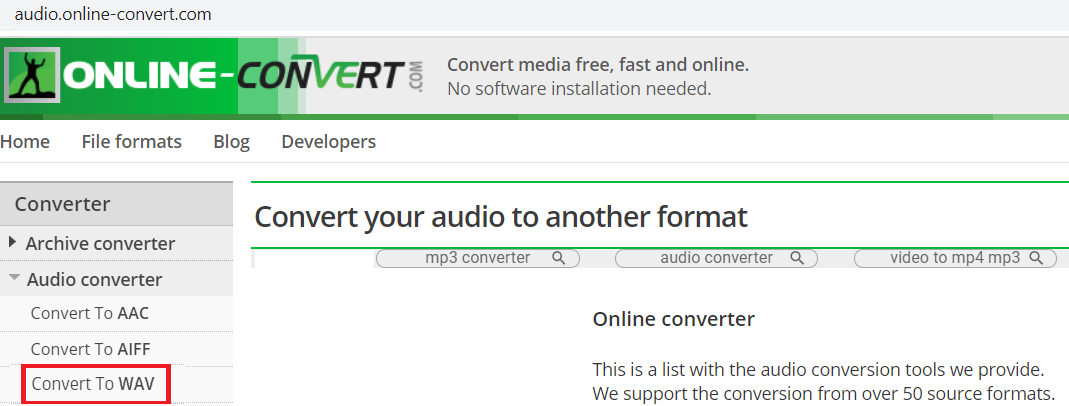 audio.online-convert.com
ONLINE-CONVERT.COM
Convert media free, fast and online.
No software installation needed.
Home File formats Blog Developers
Converter
Archive converter
Audio converter
Convert To AAC
Convert To AIFF
Convert To WAV
Convert your audio to another format
mp3 converter audio converter video to mp4 mp3
Online converter
This is a list with the audio conversion tools we provide.
We support the conversion from over 50 source formats.